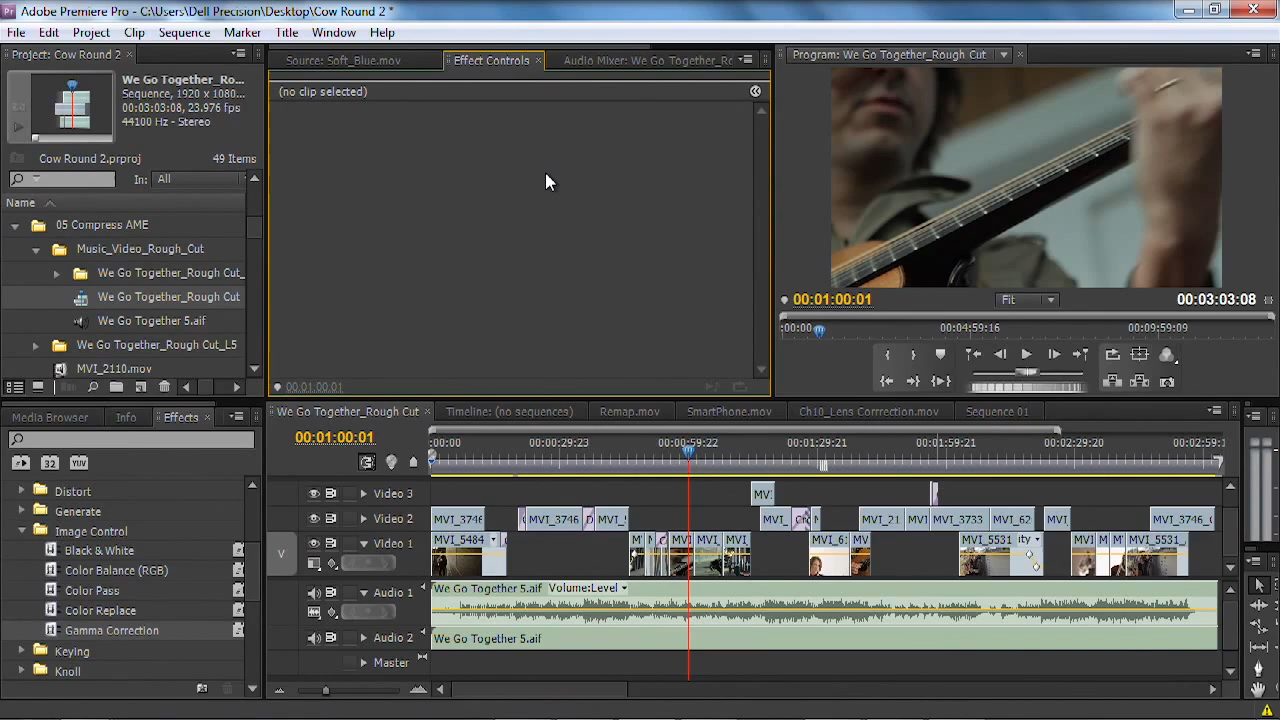 Adobe Premiere Pro - C:\Users\Dell Precision\Desktop\Cow Round 2 *
File Edit Project Clip Sequence Marker Title Window Help
Project: Cow Round 2
We Go Together_Ro...
Sequence, 1920 x 1080...
00:03:03:08, 23.976 fps
44100 Hz - Stereo
Cow Round 2.prproj
49 Items
In: All
Name
05 Compress AME
Music_Video_Rough_Cut
We Go Together_Rough Cut_
We Go Together_Rough Cut
We Go Together 5.aif
We Go Together_Rough Cut_L5
MVI_2110.mov
Source: Soft_Blue.mov
Effect Controls
Audio Mixer: We Go Together_Ro
(no clip selected)
00:01:00:01
Program: We Go Together_Rough Cut
00:01:00:01
Fit
00:03:03:08
:00:00 00:04:59:16 00:09:59:09
Media Browser Info Effects
32 YUV
Distort
Generate
Image Control
Black & White
Color Balance (RGB)
Color Pass
Color Replace
Gamma Correction
Keying
Knoll
We Go Together_Rough Cut
Timeline: (no sequences)
Remap.mov
SmartPhone.mov
Ch10_Lens Corrrection.mov
Sequence 01
00:01:00:01
:00:00 00:00:29:23 00:00:59:22 00:01:29:21 00:01:59:21 00:02:29:20 00:02:59:1
Video 3
MVI
Video 2
MVI_3746 MVI_3746 D MVI_ MVI_ Cro MVI_21 MVI MVI_3733 MVI_62 MVI MVI_3746_
V
Video 1
MVI_5484 MVI MVI_ MVI MVI_6 MVI MVI_5531 ity MVI_ M MVI_5531_
Audio 1
We Go Together 5.aif Volume:Level
Audio 2
We Go Together 5.aif
Master